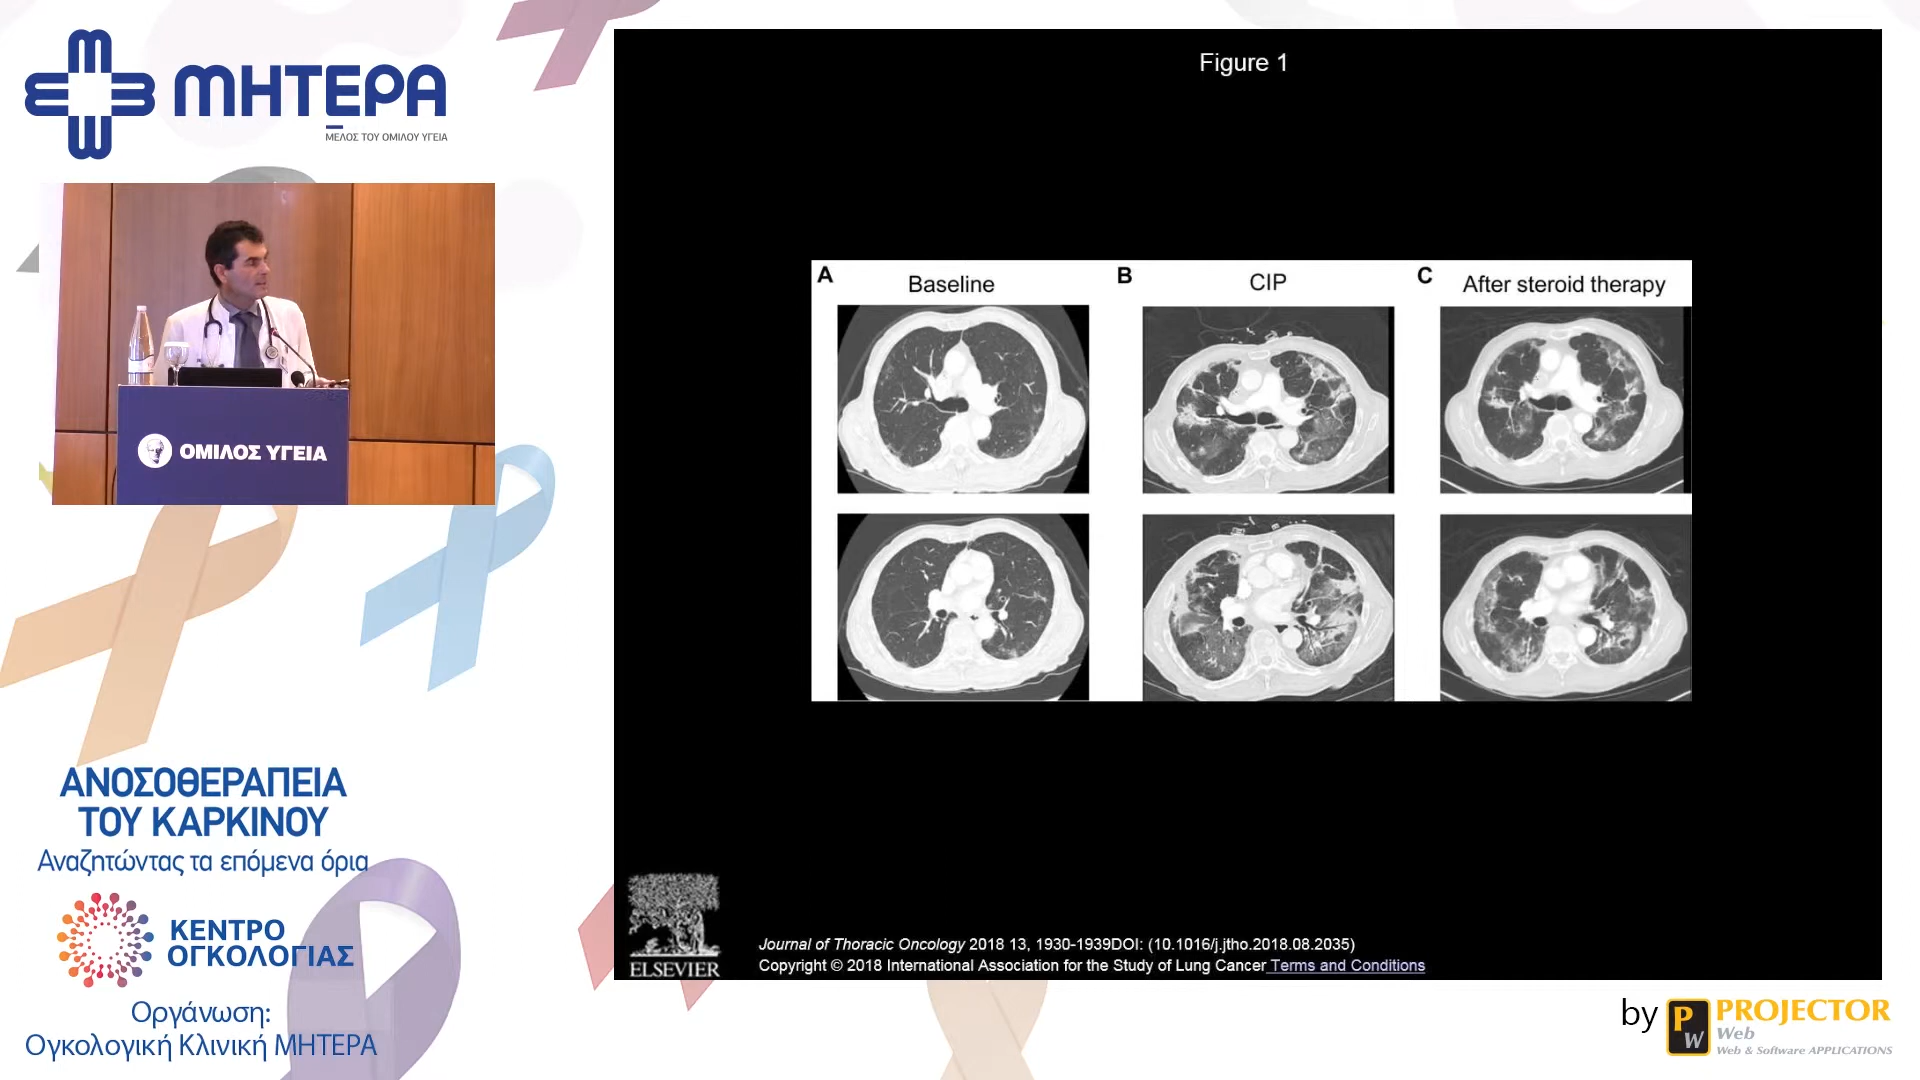 ΜΗΤΕΡΑ
ΜΕΛΟΣ ΤΟΥ ΟΜΙΛΟΥ ΥΓΕΙΑ
ΟΜΙΛΟΣ ΥΓΕΙΑ
ΑΝΟΣΟΘΕΡΑΠΕΙΑ
ΤΟΥ ΚΑΡΚΙΝΟΥ
Αναζητώντας τα επόμενα όρια
ΚΕΝΤΡΟ
ΟΓΚΟΛΟΓΙΑΣ
Οργάνωση:
Ογκολογική Κλινική ΜΗΤΕΡΑ
Figure 1
A Baseline
B CIP
C After steroid therapy
ELSEVIER
Journal of Thoracic Oncology 2018 13, 1930-1939DOI: (10.1016/j.jtho.2018.08.2035)
Copyright © 2018 International Association for the Study of Lung Cancer Terms and Conditions
by PW PROJECTOR
Web
Web & Software APPLICATIONS